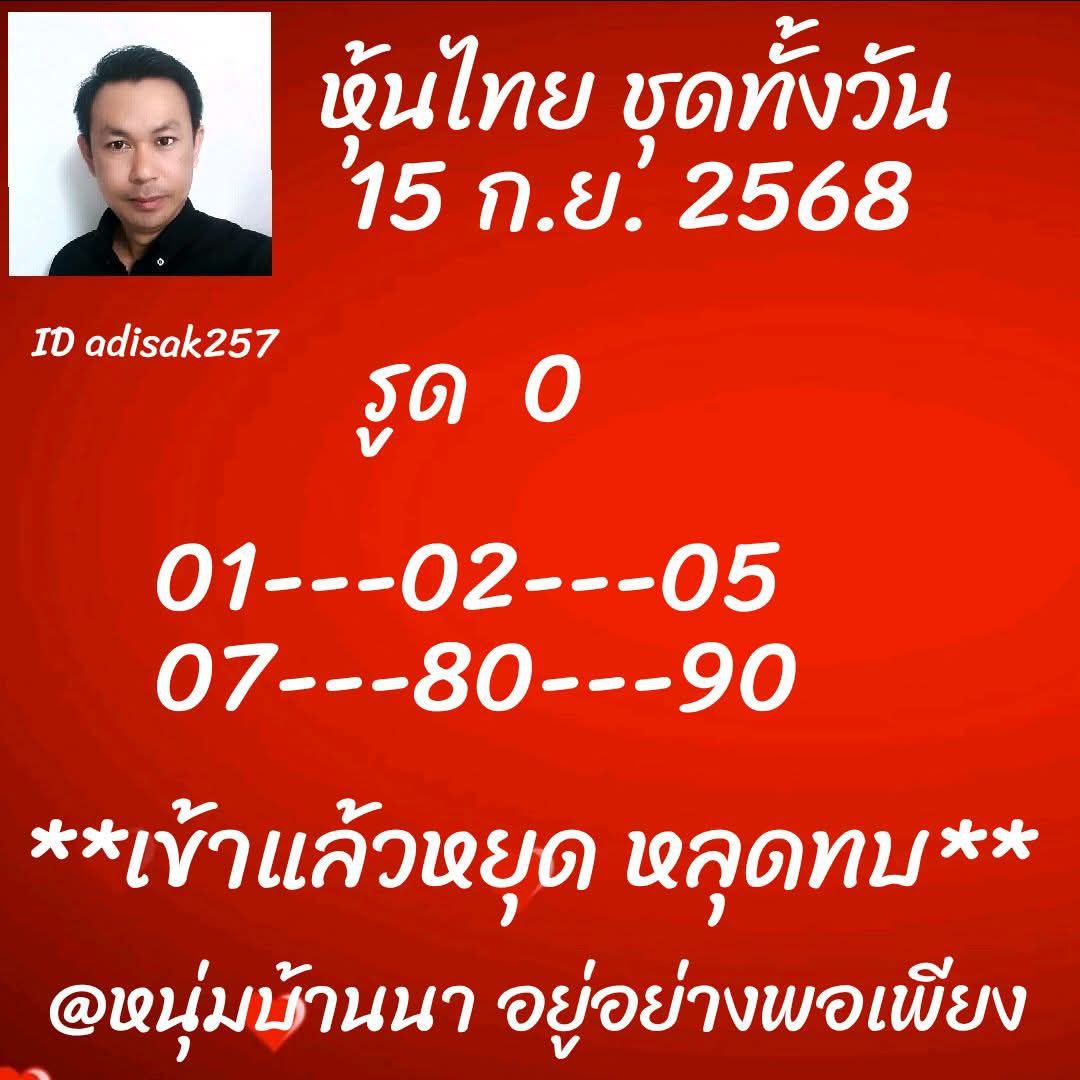 หุ้นไทย ชุดทั้งวัน
15 ก.ย. 2568
ID adisak257
รูด 0
01---02---05
07---80---90
**เข้าแล้วหยุด หลุดทบ**
@หนุ่มบ้านนา อยู่อย่างพอเพียง